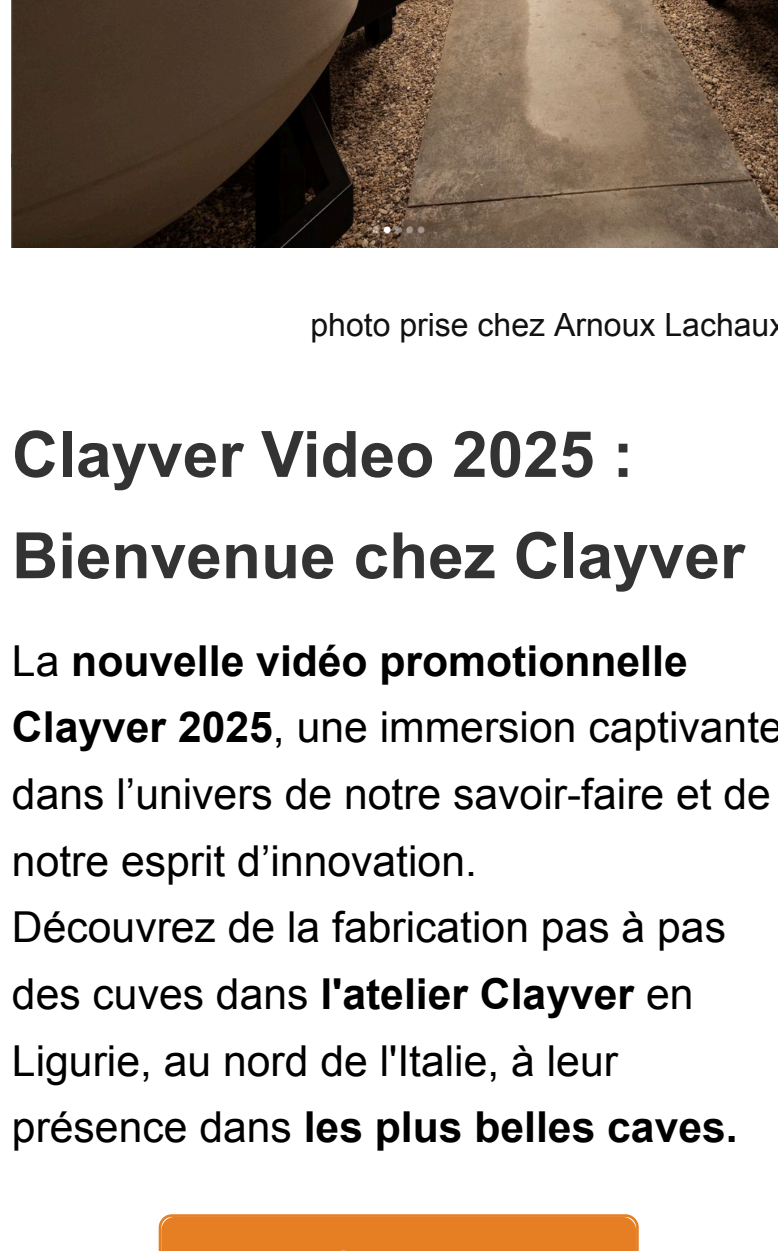 photo prise chez Arnoux Lachaux
Clayver Video 2025 :
Bienvenue chez Clayver
La nouvelle vidéo promotionnelle
Clayver 2025, une immersion captivante
dans l’univers de notre savoir-faire et de
notre esprit d’innovation.
Découvrez de la fabrication pas à pas
des cuves dans l'atelier Clayver en
Ligurie, au nord de l'Italie, à leur
présence dans les plus belles caves.